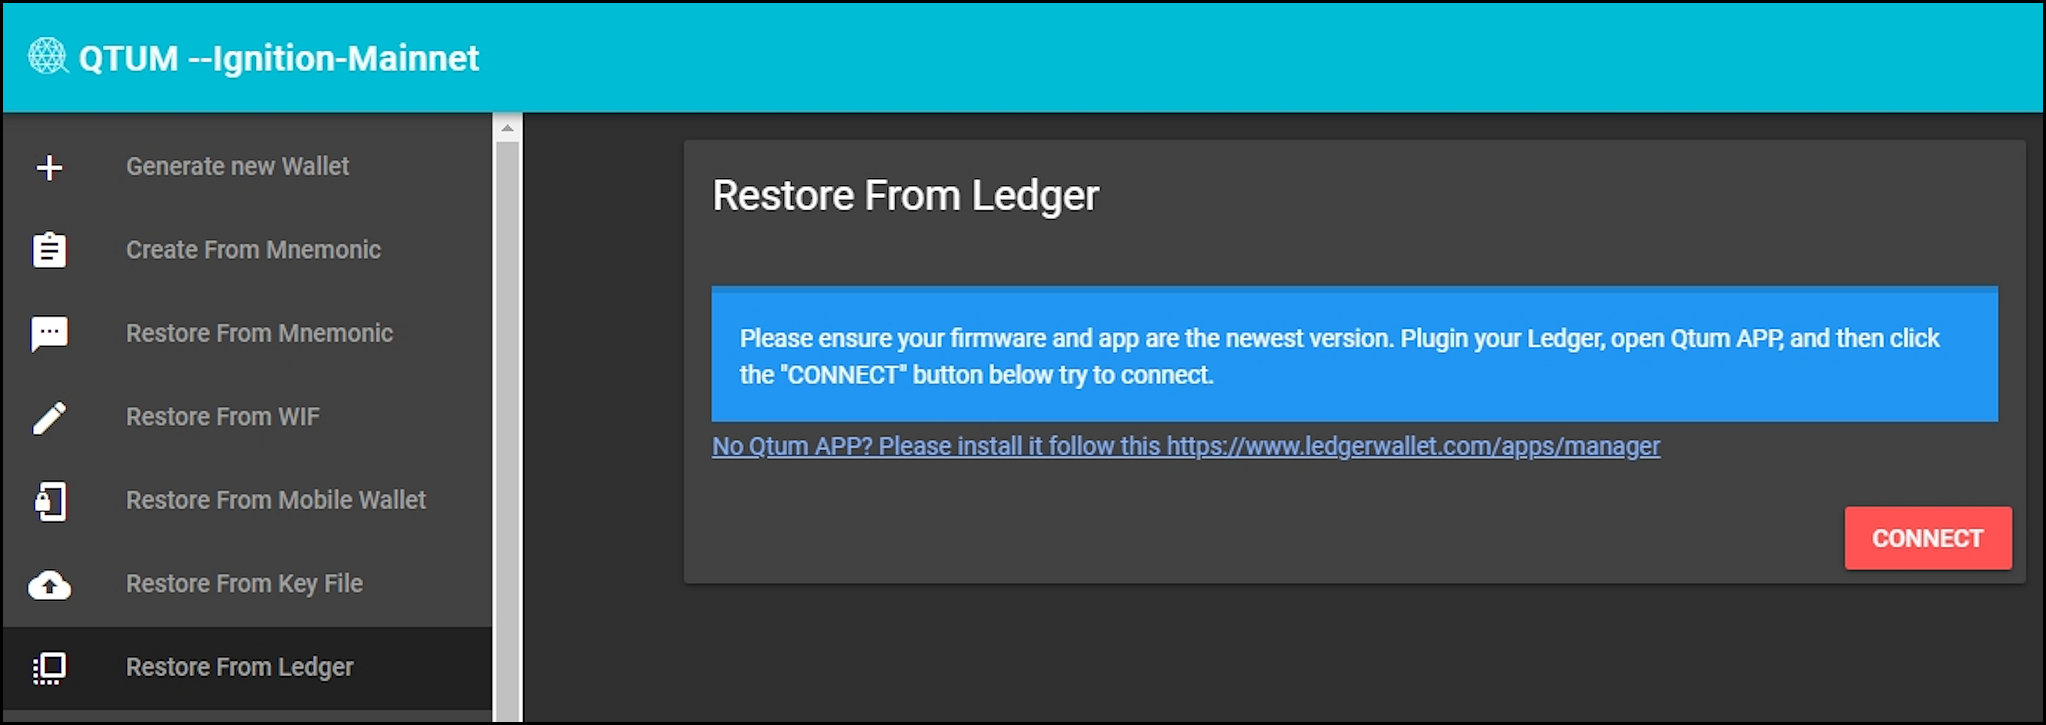 QTUM --Ignition-Mainnet
Generate new Wallet
Create From Mnemonic
Restore From Mnemonic
Restore From WIF
Restore From Mobile Wallet
Restore From Key File
Restore From Ledger
Restore From Ledger
Please ensure your firmware and app are the newest version. Plugin your Ledger, open Qtum APP, and then click
the "CONNECT" button below try to connect.
No Qtum APP? Please install it follow this https://www.ledgerwallet.com/apps/manager
CONNECT